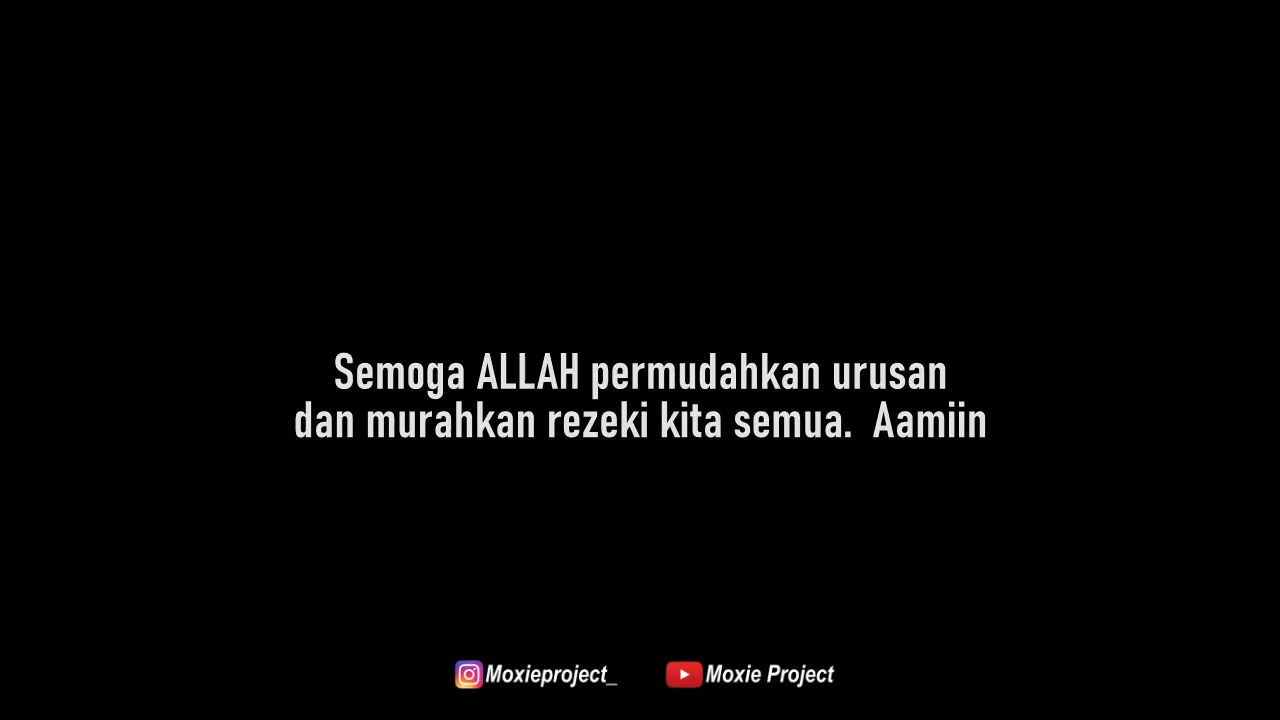 Semoga ALLAH permudahkan urusan
dan murahkan rezeki kita semua.  Aamiin
Moxieproject_ Moxie Project